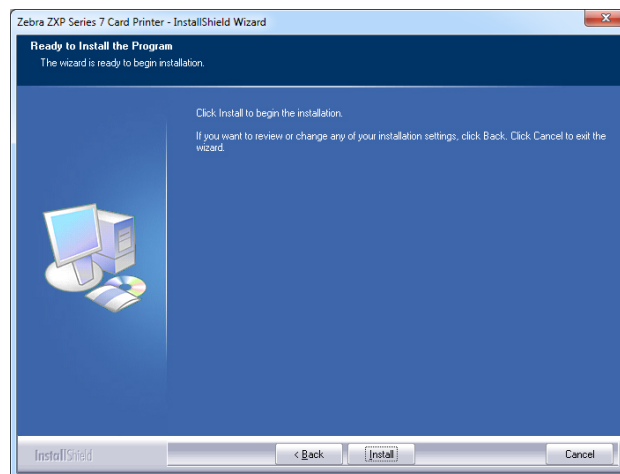 Zebra ZXP Series 7 Card Printer - InstallShield Wizard
Ready to Install the Program
The wizard is ready to begin installation.
Click Install to begin the installation.
If you want to review or change any of your installation settings, click Back. Click Cancel to exit the
wizard.
InstallShield
< Back
Install
Cancel